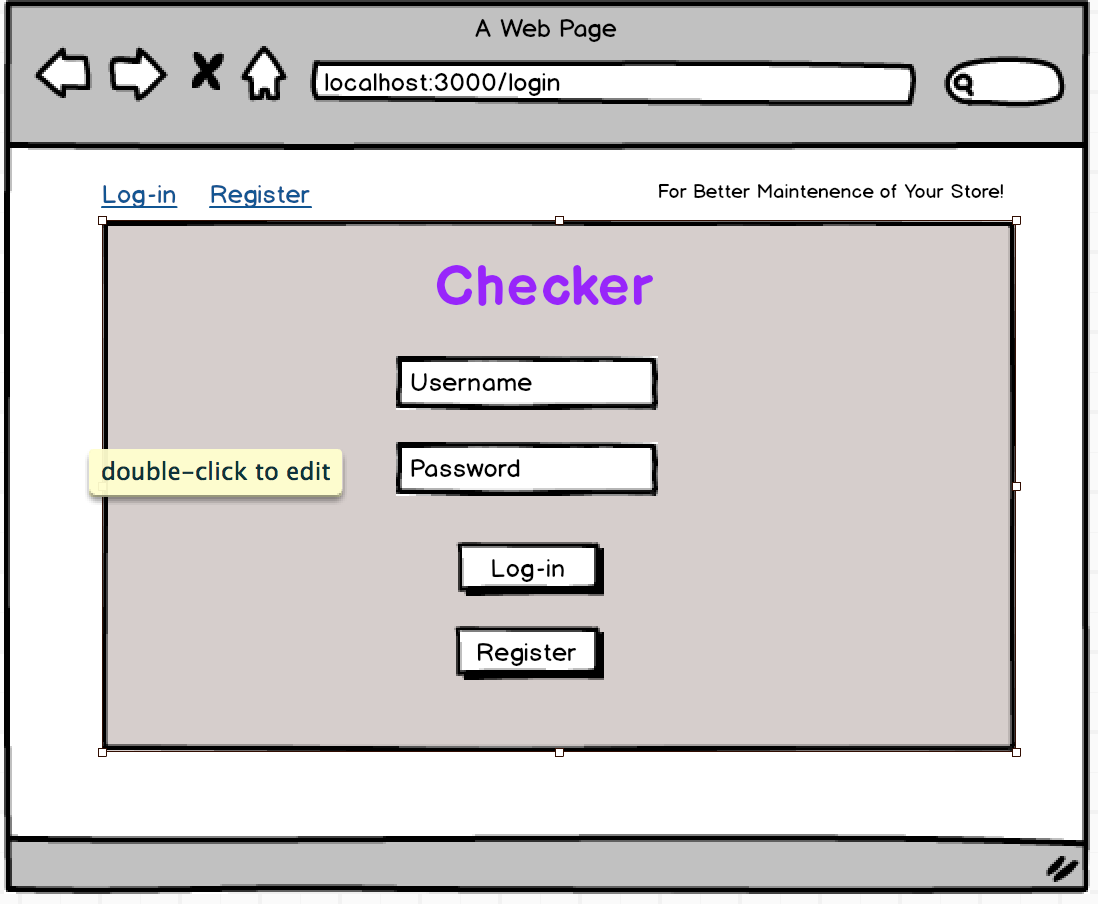 A Web Page
localhost:3000/login
Log-in Register For Better Maintenence of Your Store!
Checker
Username
Password
double-click to edit
Log-in
Register